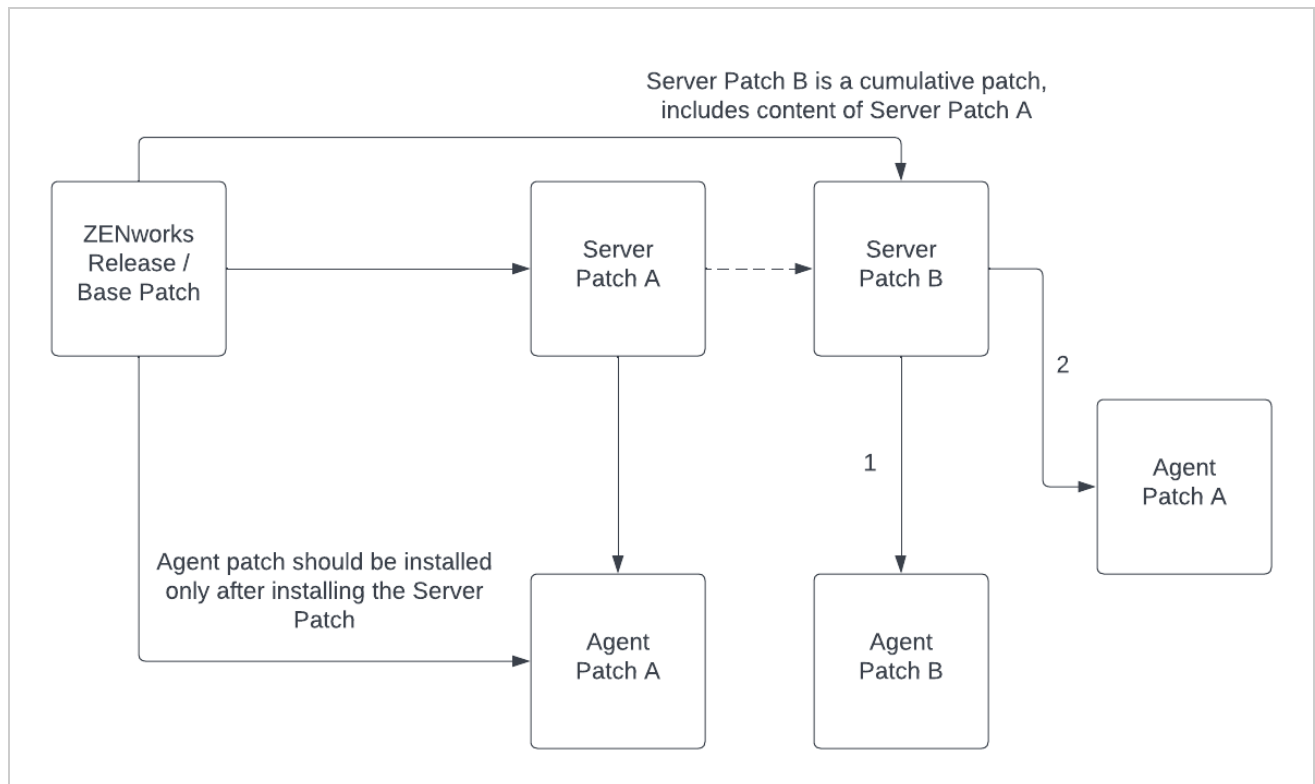 Server Patch B is a cumulative patch,
includes content of Server Patch A
ZENworks
Release /
Base Patch
Server
Patch A
Server
Patch B
2
1
Agent
Patch A
Agent patch should be installed
only after installing the Server
Patch
Agent
Patch A
Agent
Patch B